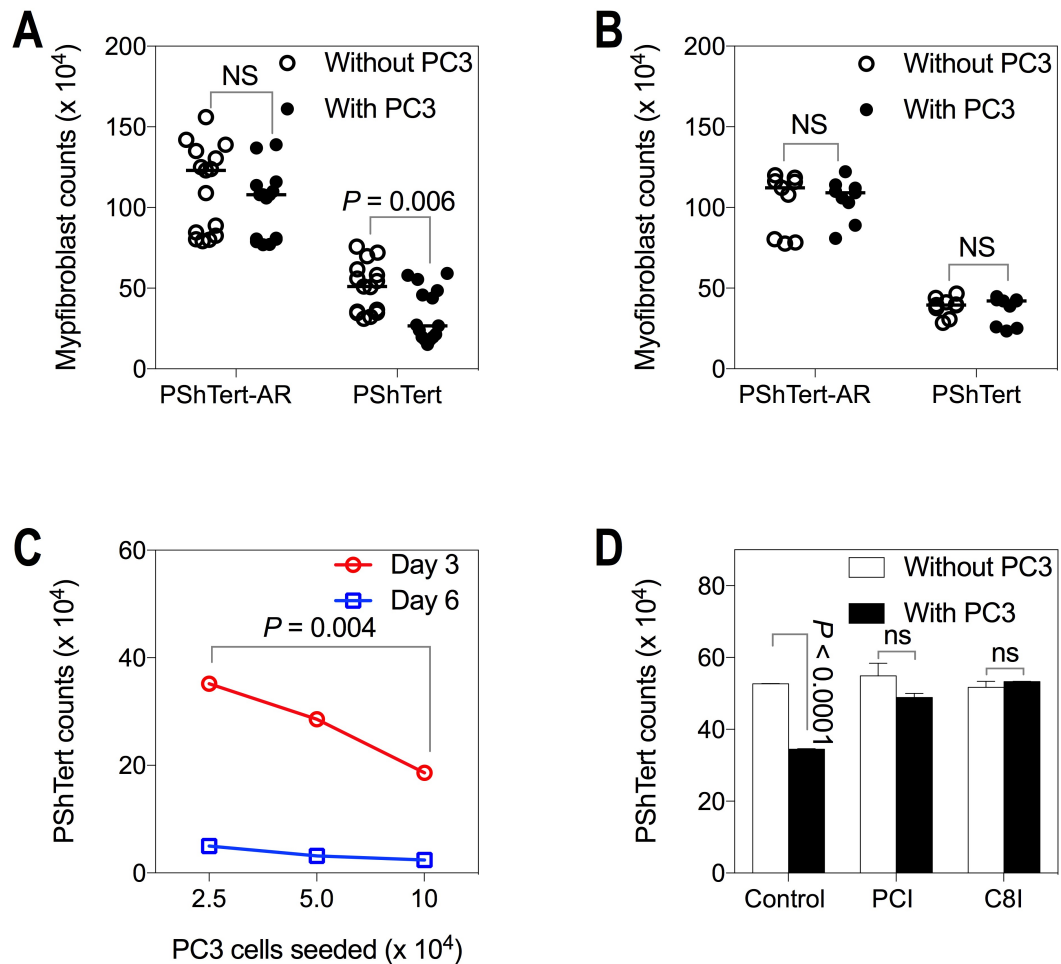 A
Mypfibroblast counts (x 10⁴)
200
150
100
50
0
Without PC3
With PC3
NS
P = 0.006
PShTert-AR
PShTert
B
Myofibroblast counts (x 10⁴)
200
150
100
50
0
Without PC3
With PC3
NS
NS
PShTert-AR
PShTert
C
PShTert counts (x 10⁴)
60
40
20
0
Day 3
Day 6
P = 0.004
2.5
5.0
10
PC3 cells seeded (x 10⁴)
D
PShTert counts (x 10⁴)
80
60
40
20
0
Without PC3
With PC3
P < 0.0001
ns
ns
Control
PCI
C8I